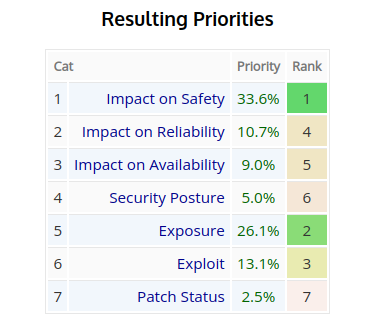 Resulting Priorities
Cat Priority Rank
1 Impact on Safety 33.6% 1
2 Impact on Reliability 10.7% 4
3 Impact on Availability 9.0% 5
4 Security Posture 5.0% 6
5 Exposure 26.1% 2
6 Exploit 13.1% 3
7 Patch Status 2.5% 7